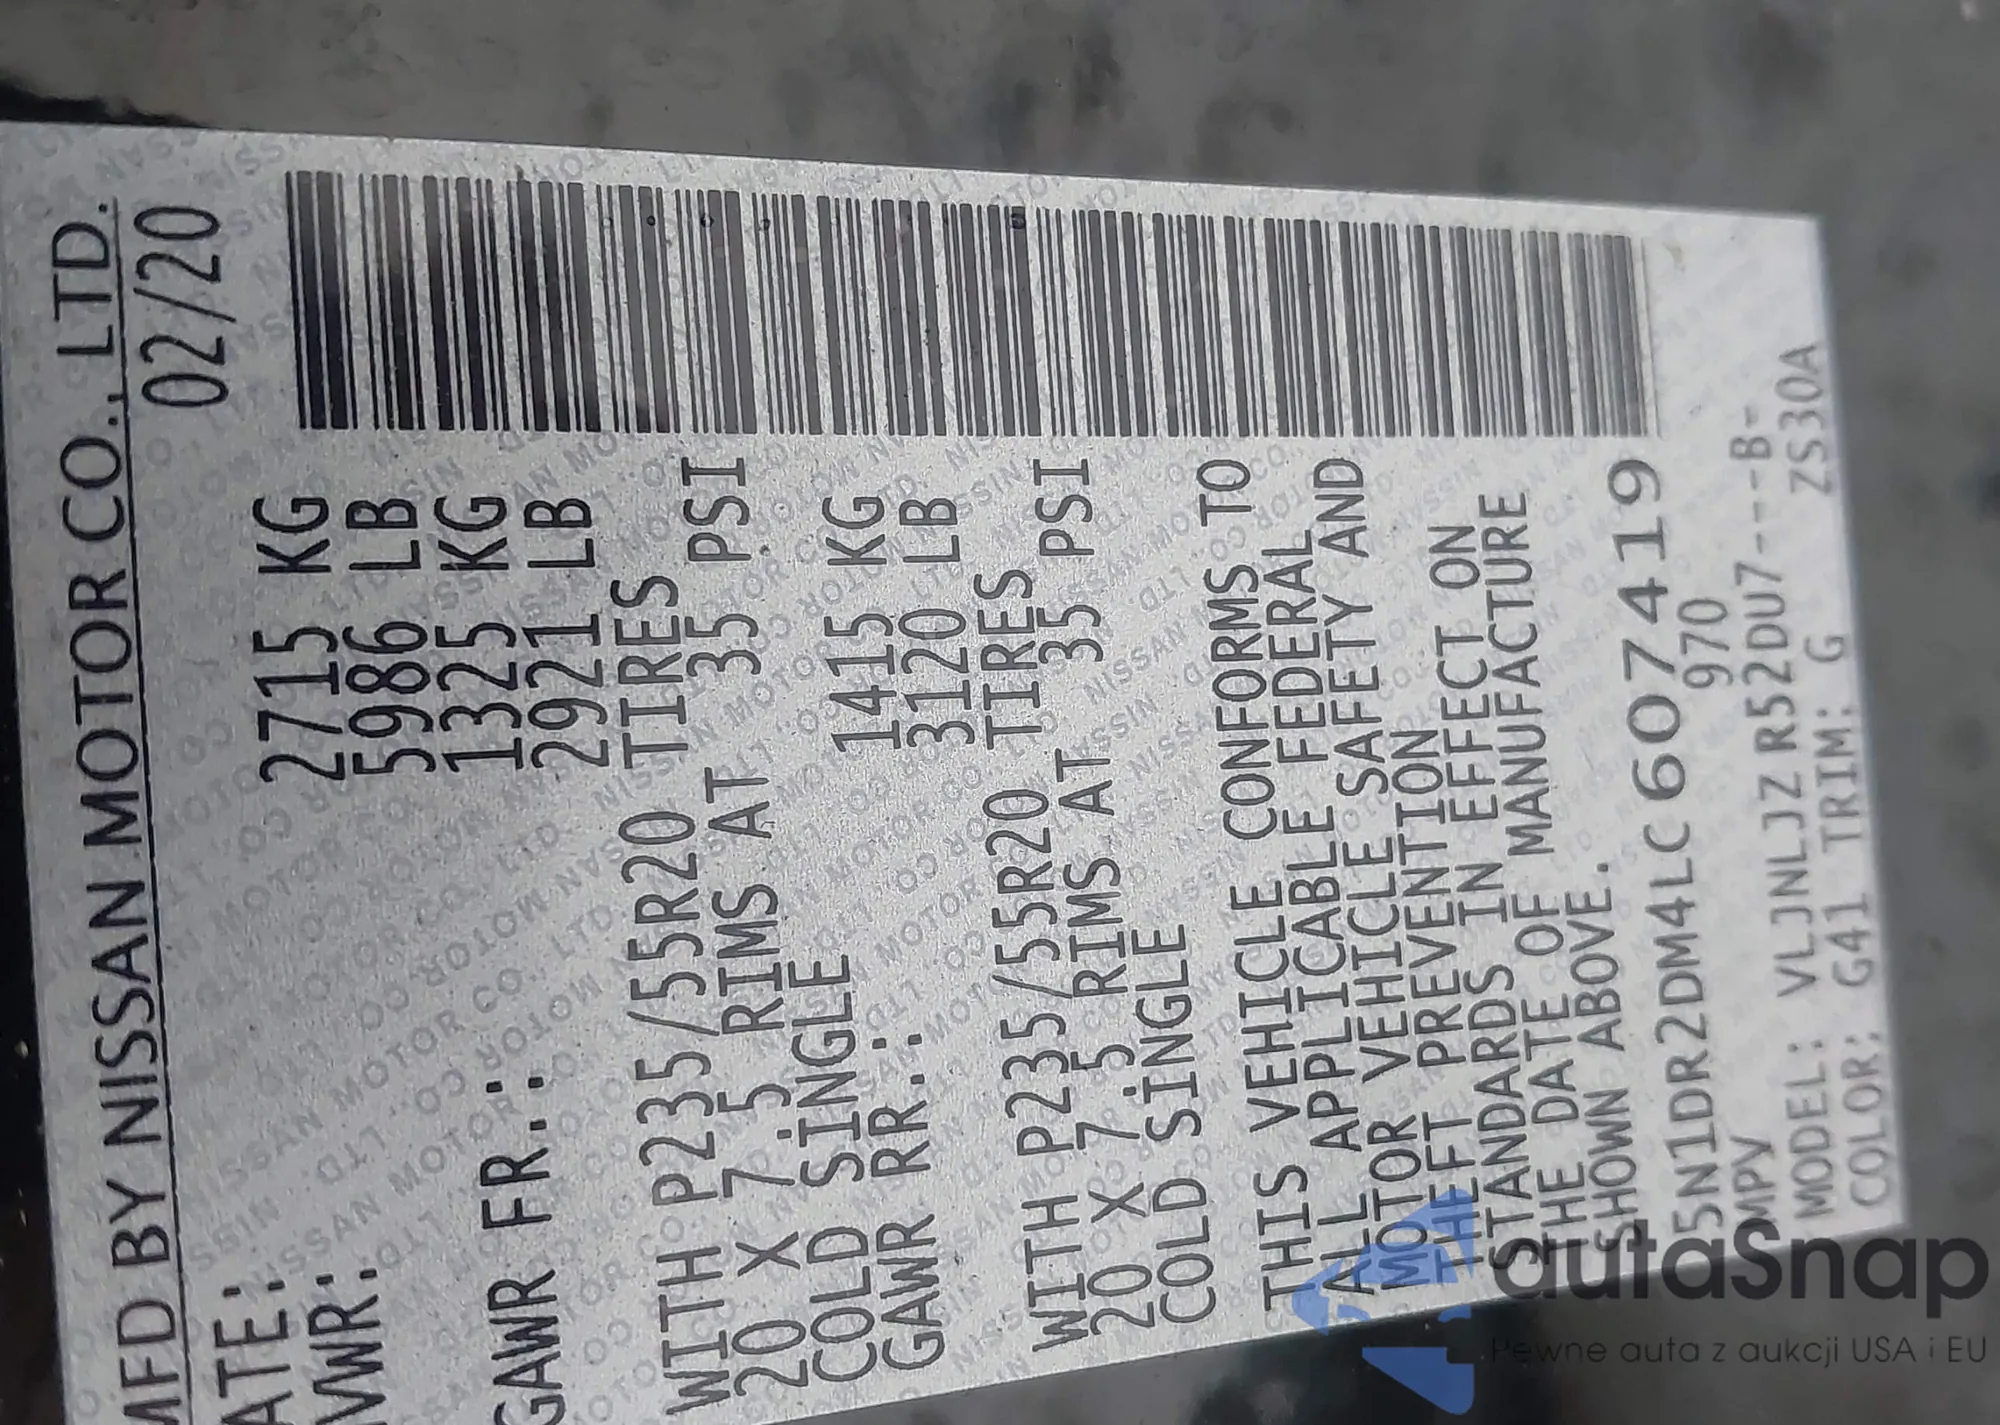 MFD BY NISSAN MOTOR CO., LTD.
ATE: 02/20
VWR: 2715 KG
5986 LB
GAWR FR.: 1325 KG
2921 LB
WITH P235/55R20 TIRES
20 X 7.5 RIMS AT 35 PSI
COLD SINGLE
GAWR RR.: 1415 KG
3120 LB
WITH P235/55R20 TIRES
20 X 7.5 RIMS AT 35 PSI
COLD SINGLE
THIS VEHICLE CONFORMS TO
ALL APPLICABLE FEDERAL
MOTOR VEHICLE SAFETY AND
THEFT PREVENTION
STANDARDS IN EFFECT ON
THE DATE OF MANUFACTURE
SHOWN ABOVE.
5N1DR2DM4LC607419
MPV 970
MODEL: VLJNLJZ R52DU7----B-
COLOR: G41 TRIM: G ZS30A
autaSnap
Pewne auta z aukcji USA i EU